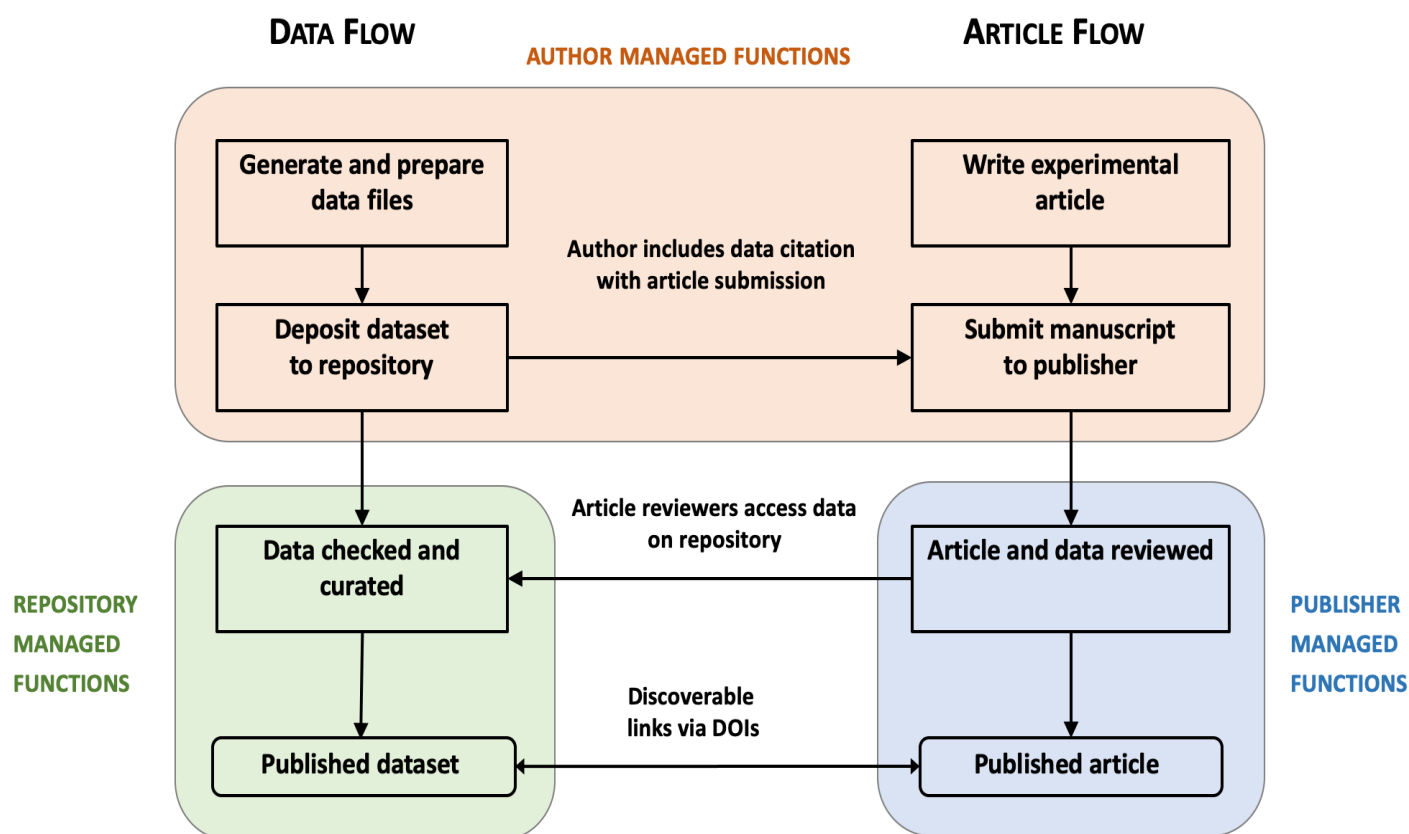 DATA FLOW
ARTICLE FLOW
AUTHOR MANAGED FUNCTIONS
Generate and prepare
data files
Write experimental
article
Author includes data citation
with article submission
Deposit dataset
to repository
Submit manuscript
to publisher
Article reviewers access data
on repository
Data checked and
curated
Article and data reviewed
REPOSITORY
MANAGED
FUNCTIONS
PUBLISHER
MANAGED
FUNCTIONS
Discoverable
links via DOIs
Published dataset
Published article